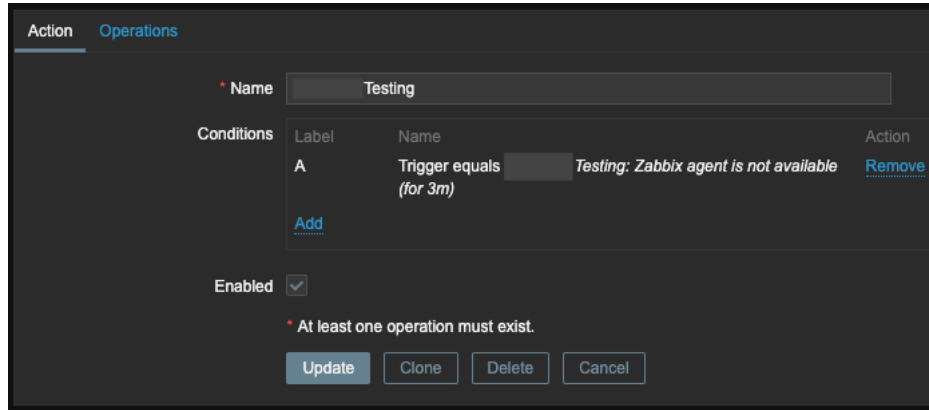 Action Operations
* Name Testing
Conditions Label Name Action
A Trigger equals Testing: Zabbix agent is not available Remove
(for 3m)
Add
Enabled
* At least one operation must exist.
Update Clone Delete Cancel